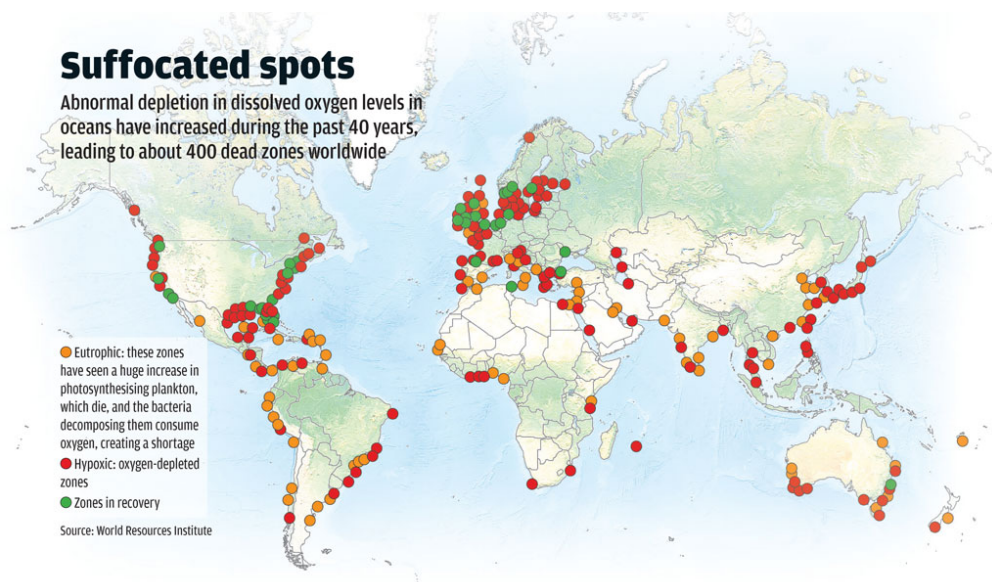 Suffocated spots
Abnormal depletion in dissolved oxygen levels in
oceans have increased during the past 40 years,
leading to about 400 dead zones worldwide
Eutrophic: these zones
have seen a huge increase in
photosynthesising plankton,
which die, and the bacteria
decomposing them consume
oxygen, creating a shortage
Hypoxic: oxygen-depleted
zones
Zones in recovery
Source: World Resources Institute